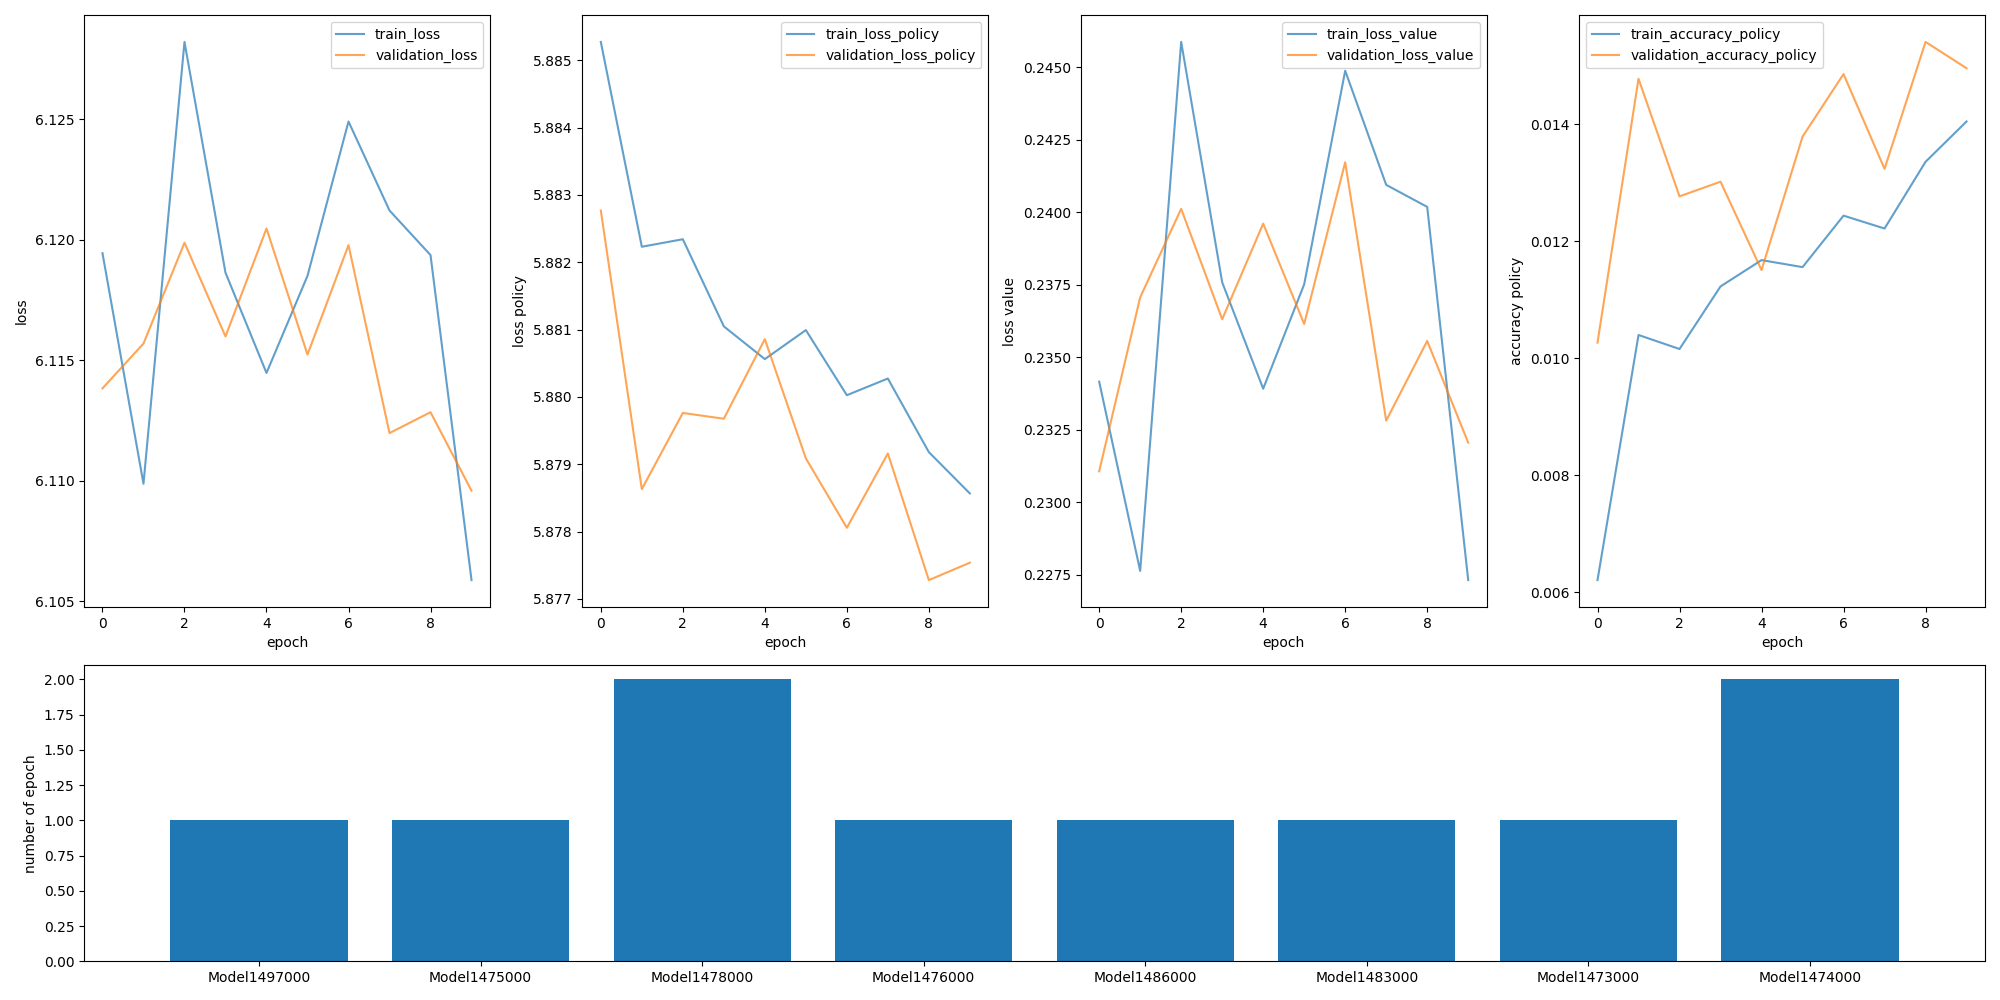 train_loss
validation_loss
6.125
6.120
6.115
6.110
6.105
loss
0 2 4 6 8
epoch
train_loss_policy
validation_loss_policy
5.885
5.884
5.883
5.882
5.881
5.880
5.879
5.878
5.877
loss policy
0 2 4 6 8
epoch
train_loss_value
validation_loss_value
0.2450
0.2425
0.2400
0.2375
0.2350
0.2325
0.2300
0.2275
loss value
0 2 4 6 8
epoch
train_accuracy_policy
validation_accuracy_policy
0.014
0.012
0.010
0.008
0.006
accuracy policy
0 2 4 6 8
epoch
2.00
1.75
1.50
1.25
1.00
0.75
0.50
0.25
0.00
number of epoch
Model1497000 Model1475000 Model1478000 Model1476000 Model1486000 Model1483000 Model1473000 Model1474000